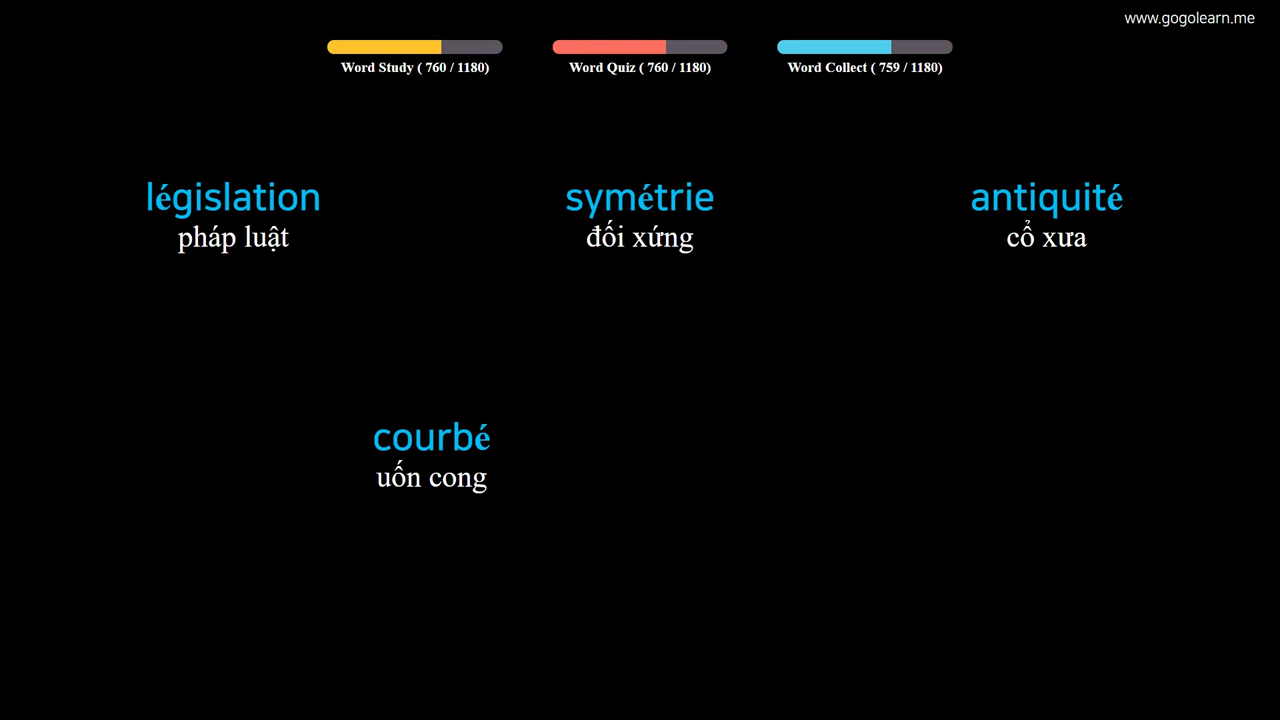 www.gogolearn.me
Word Study ( 760 / 1180) Word Quiz ( 760 / 1180) Word Collect ( 759 / 1180)
législation symétrie antiquité
pháp luật đối xứng cổ xưa
courbé
uốn cong